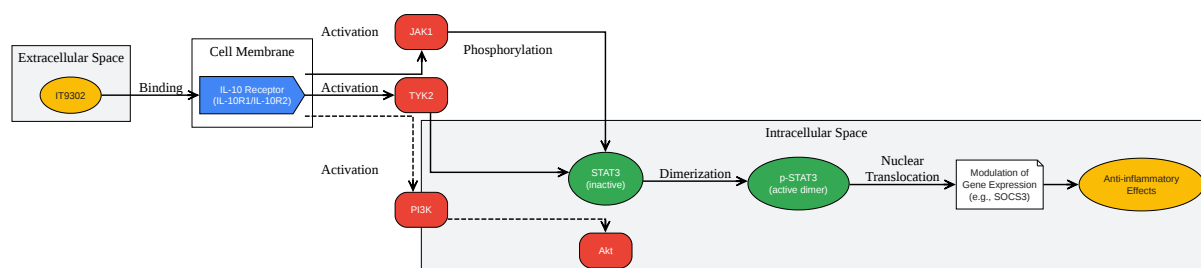 Extracellular Space
IT9302
Binding
Cell Membrane
IL-10 Receptor
(IL-10R1/IL-10R2)
Activation
JAK1
Phosphorylation
Activation
TYK2
Activation
PI3K
Intracellular Space
STAT3
(inactive)
Dimerization
p-STAT3
(active dimer)
Nuclear
Translocation
Modulation of
Gene Expression
(e.g., SOCS3)
Anti-inflammatory
Effects
Akt